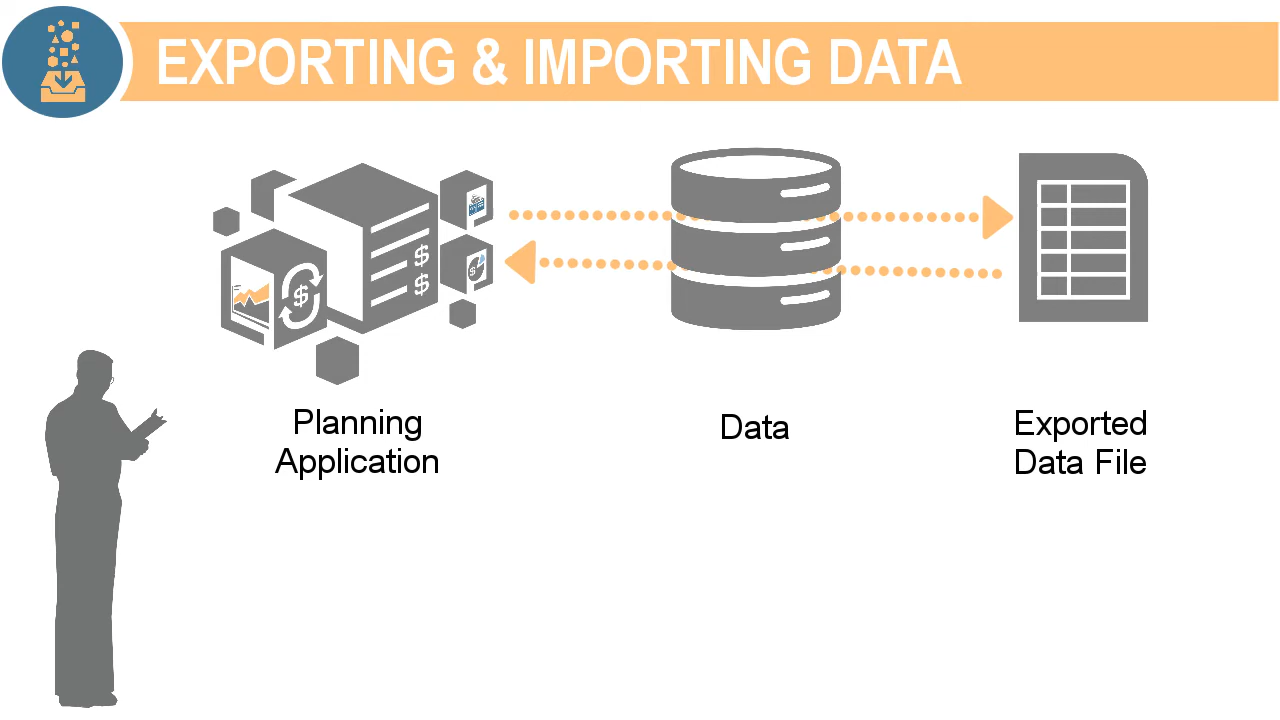 EXPORTING & IMPORTING DATA
$
$
$
$
Planning
Application
Data
Exported
Data File